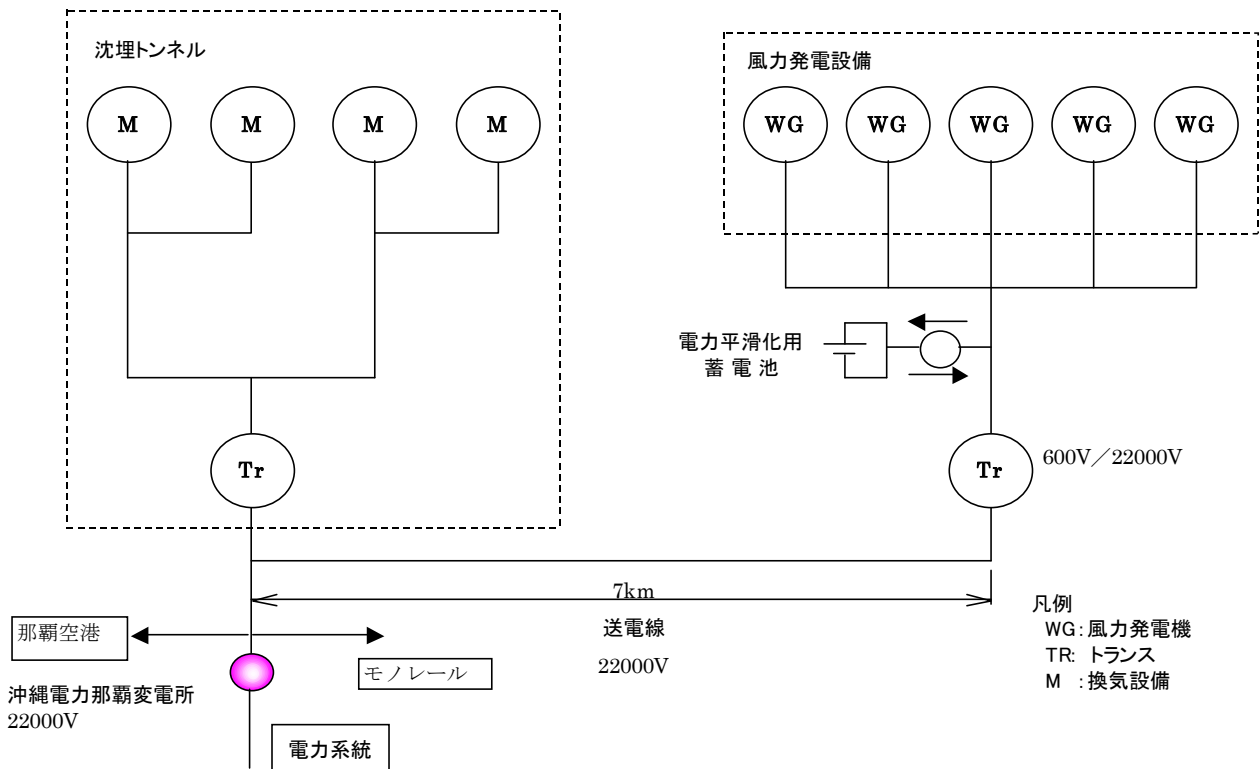 沈埋トンネル
M
M
M
M
Tr
風力発電設備
WG
WG
WG
WG
WG
電力平滑化用
蓄 電 池
Tr
600V/22000V
7km
送電線
22000V
那覇空港
モノレール
沖縄電力那覇変電所
22000V
電力系統
凡例
WG:風力発電機
TR: トランス
M :換気設備